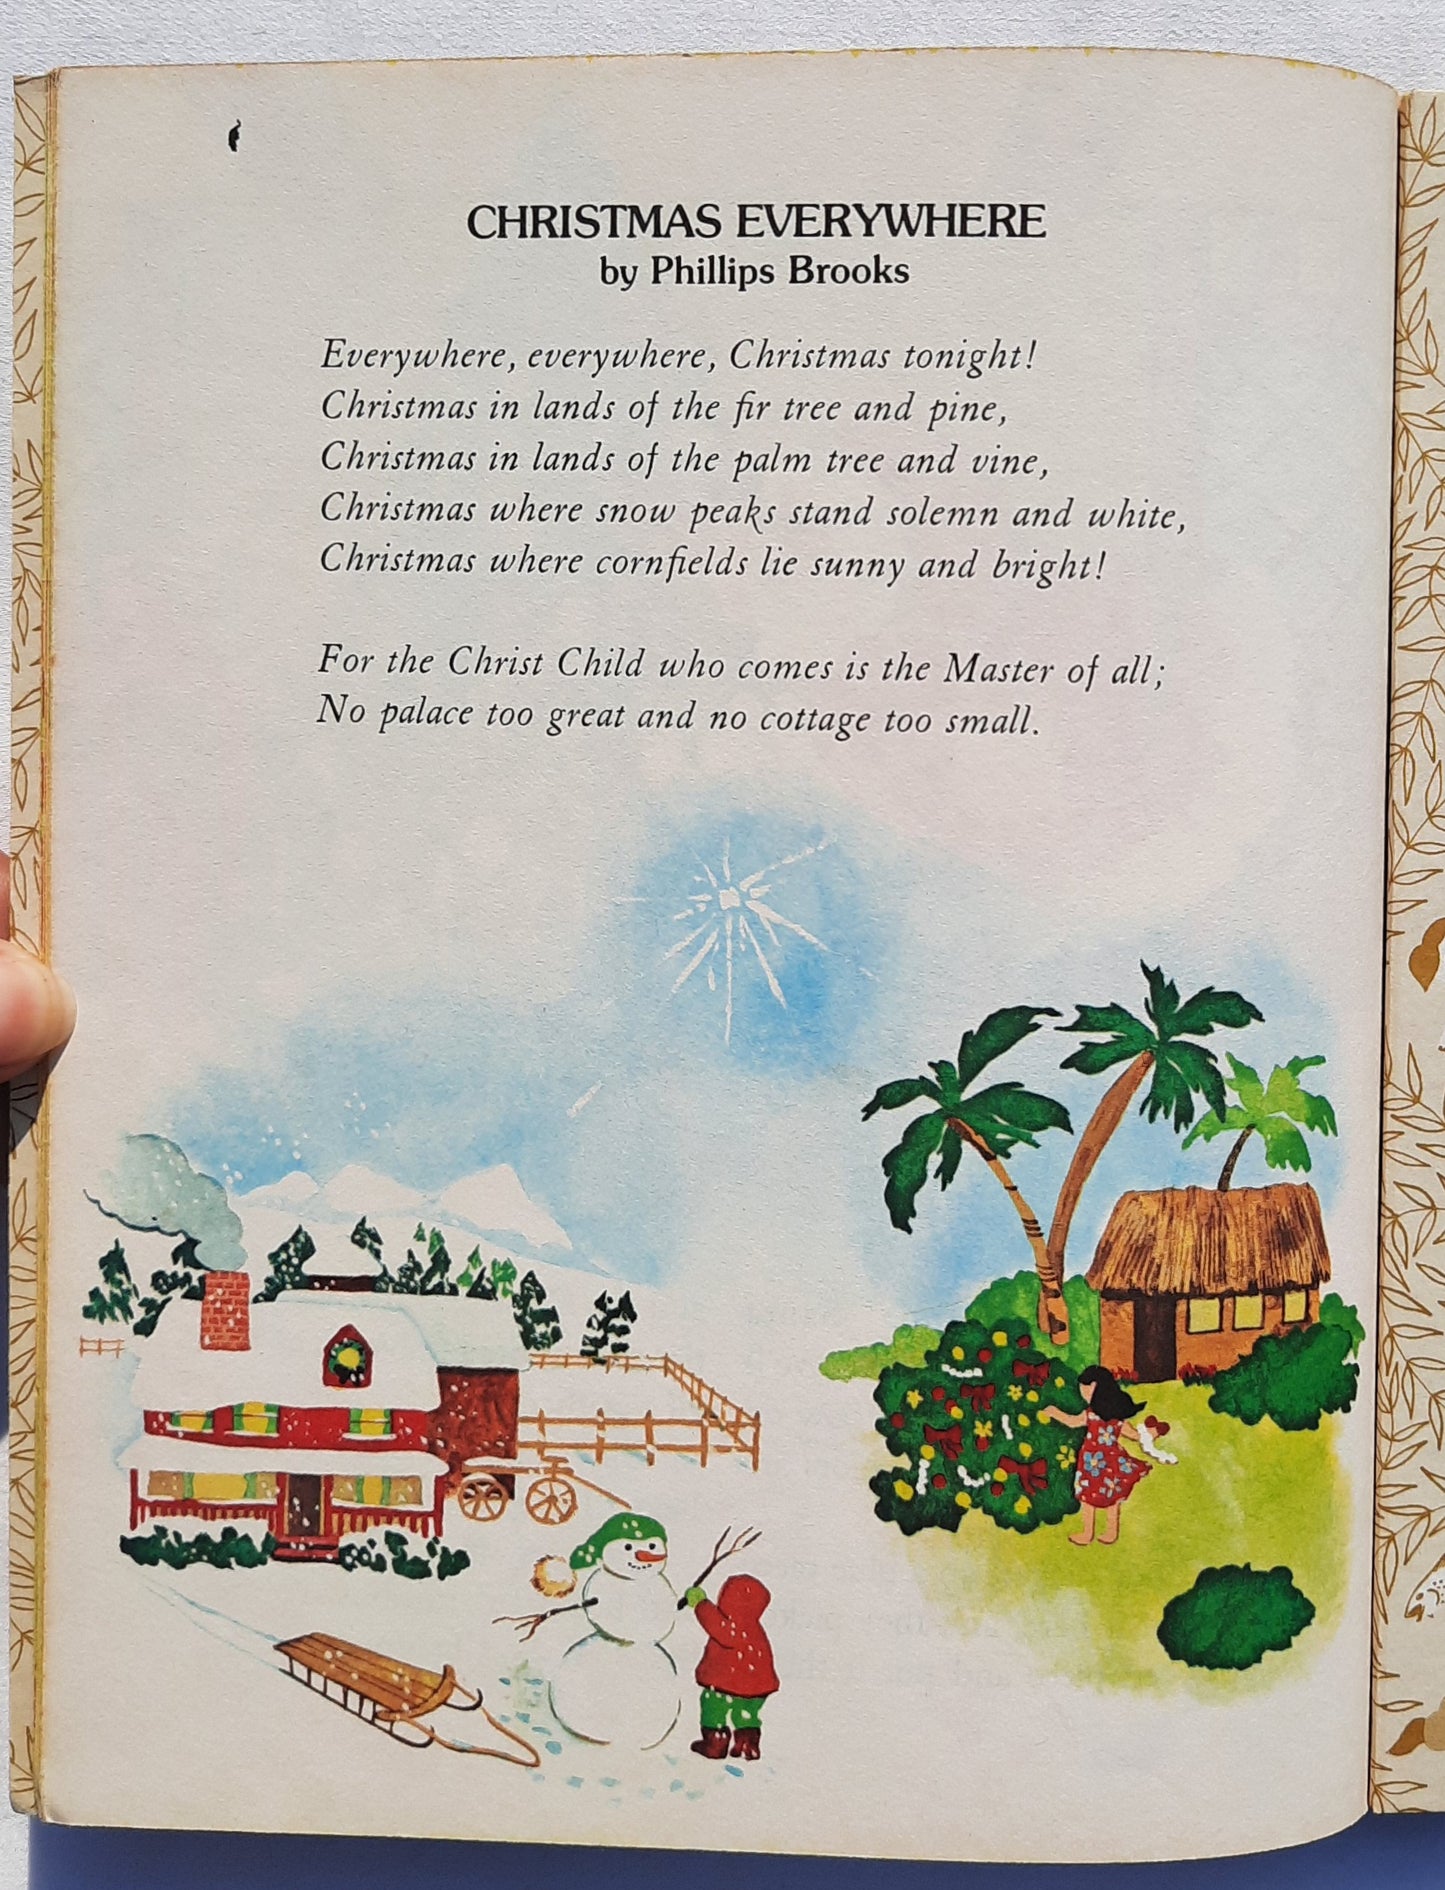 CHRISTMAS EVERYWHERE
by Phillips Brooks
Everywhere, everywhere, Christmas tonight!
Christmas in lands of the fir tree and pine,
Christmas in lands of the palm tree and vine,
Christmas where snow peaks stand solemn and white,
Christmas where cornfields lie sunny and bright!
For the Christ Child who comes is the Master of all;
No palace too great and no cottage too small.